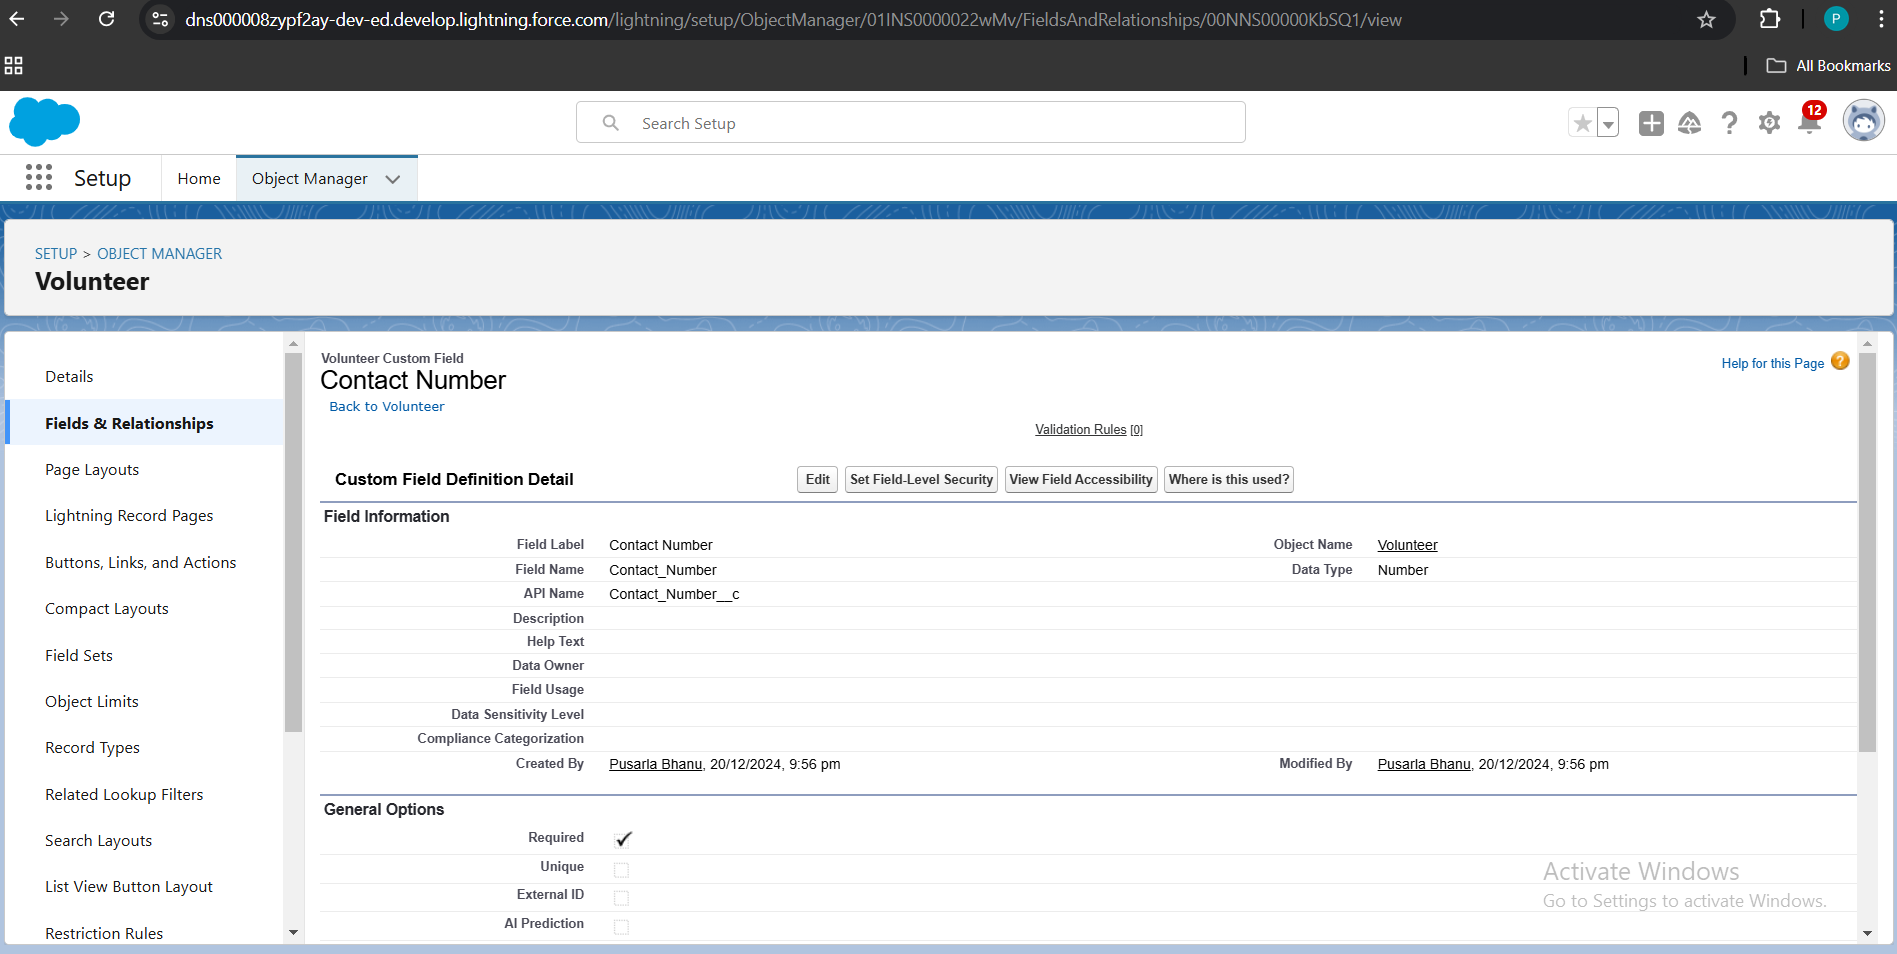 dns000008zypf2ay-dev-ed.develop.lightning.force.com/lightning/setup/ObjectManager/01INS0000022wMv/FieldsAndRelationships/00NNS00000KbSQ1/view
P
All Bookmarks
Search Setup
12
Setup
Home
Object Manager
SETUP > OBJECT MANAGER
Volunteer
Details
Fields & Relationships
Page Layouts
Lightning Record Pages
Buttons, Links, and Actions
Compact Layouts
Field Sets
Object Limits
Record Types
Related Lookup Filters
Search Layouts
List View Button Layout
Restriction Rules
Volunteer Custom Field
Contact Number
Back to Volunteer
Help for this Page ?
Validation Rules [0]
Custom Field Definition Detail
Edit
Set Field-Level Security
View Field Accessibility
Where is this used?
Field Information
Field Label Contact Number Object Name Volunteer
Field Name Contact_Number Data Type Number
API Name Contact_Number__c
Description
Help Text
Data Owner
Field Usage
Data Sensitivity Level
Compliance Categorization
Created By Pusarla Bhanu, 20/12/2024, 9:56 pm Modified By Pusarla Bhanu, 20/12/2024, 9:56 pm
General Options
Required
Unique
External ID
AI Prediction
Activate Windows
Go to Settings to activate Windows.